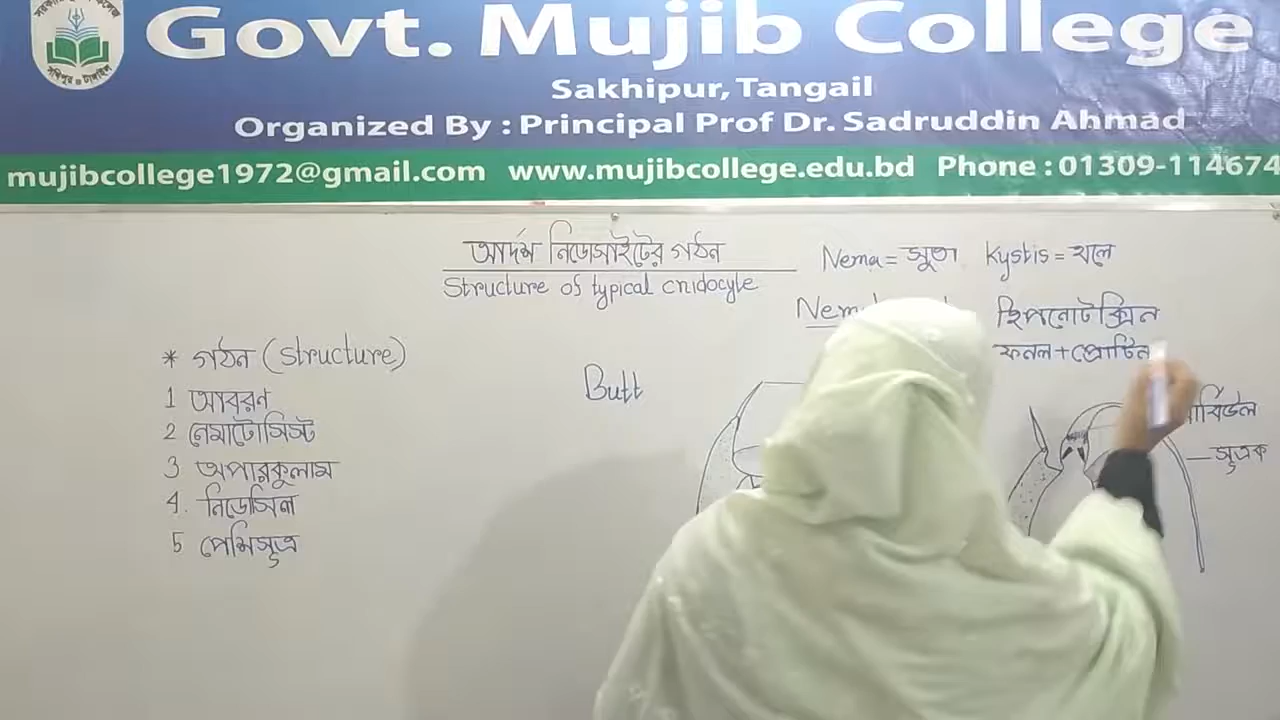 Govt. Mujib College
Sakhipur, Tangail
Organized By : Principal Prof Dr. Sadruddin Ahmad
mujibcollege1972@gmail.com www.mujibcollege.edu.bd Phone : 01309-114674
আদর্শ নিডোসাইটের গঠন
Structure of typical cnidocyte
Nema = সুতা Kystis = থলে
হিপনোটক্সিন
ফেনল + প্রোটিন
* গঠন (Structure)
1 আবরণ
2 নেমাটোসিস্ট
3 অপারকুলাম
4. নিডোসিল
5 পেশিসূত্র
Butt
সূত্রক